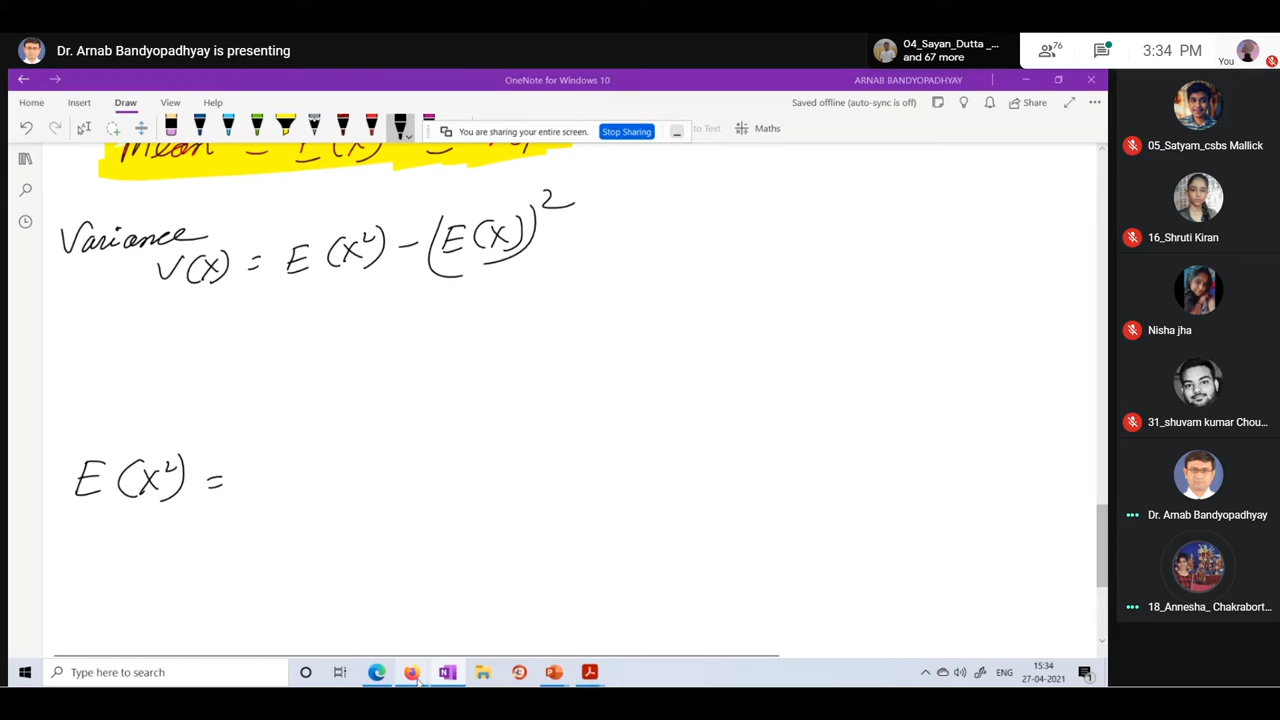 Dr. Arnab Bandyopadhyay is presenting
04_Sayan_Dutta _...
and 67 more
76
3:34 PM
You
OneNote for Windows 10
ARNAB BANDYOPADHYAY
Home Insert Draw View Help
Saved offline (auto-sync is off)
Share
You are sharing your entire screen.
Stop Sharing
to Text
Maths
Mean = E(X) =
Variance
V(X) = E(X²) - (E(X))²
E(X²) =
05_Satyam_csbs Mallick
16_Shruti Kiran
Nisha jha
31_shuvam kumar Chou...
Dr. Arnab Bandyopadhyay
18_Annesha_ Chakrabort...
Type here to search
ENG
15:34
27-04-2021
1